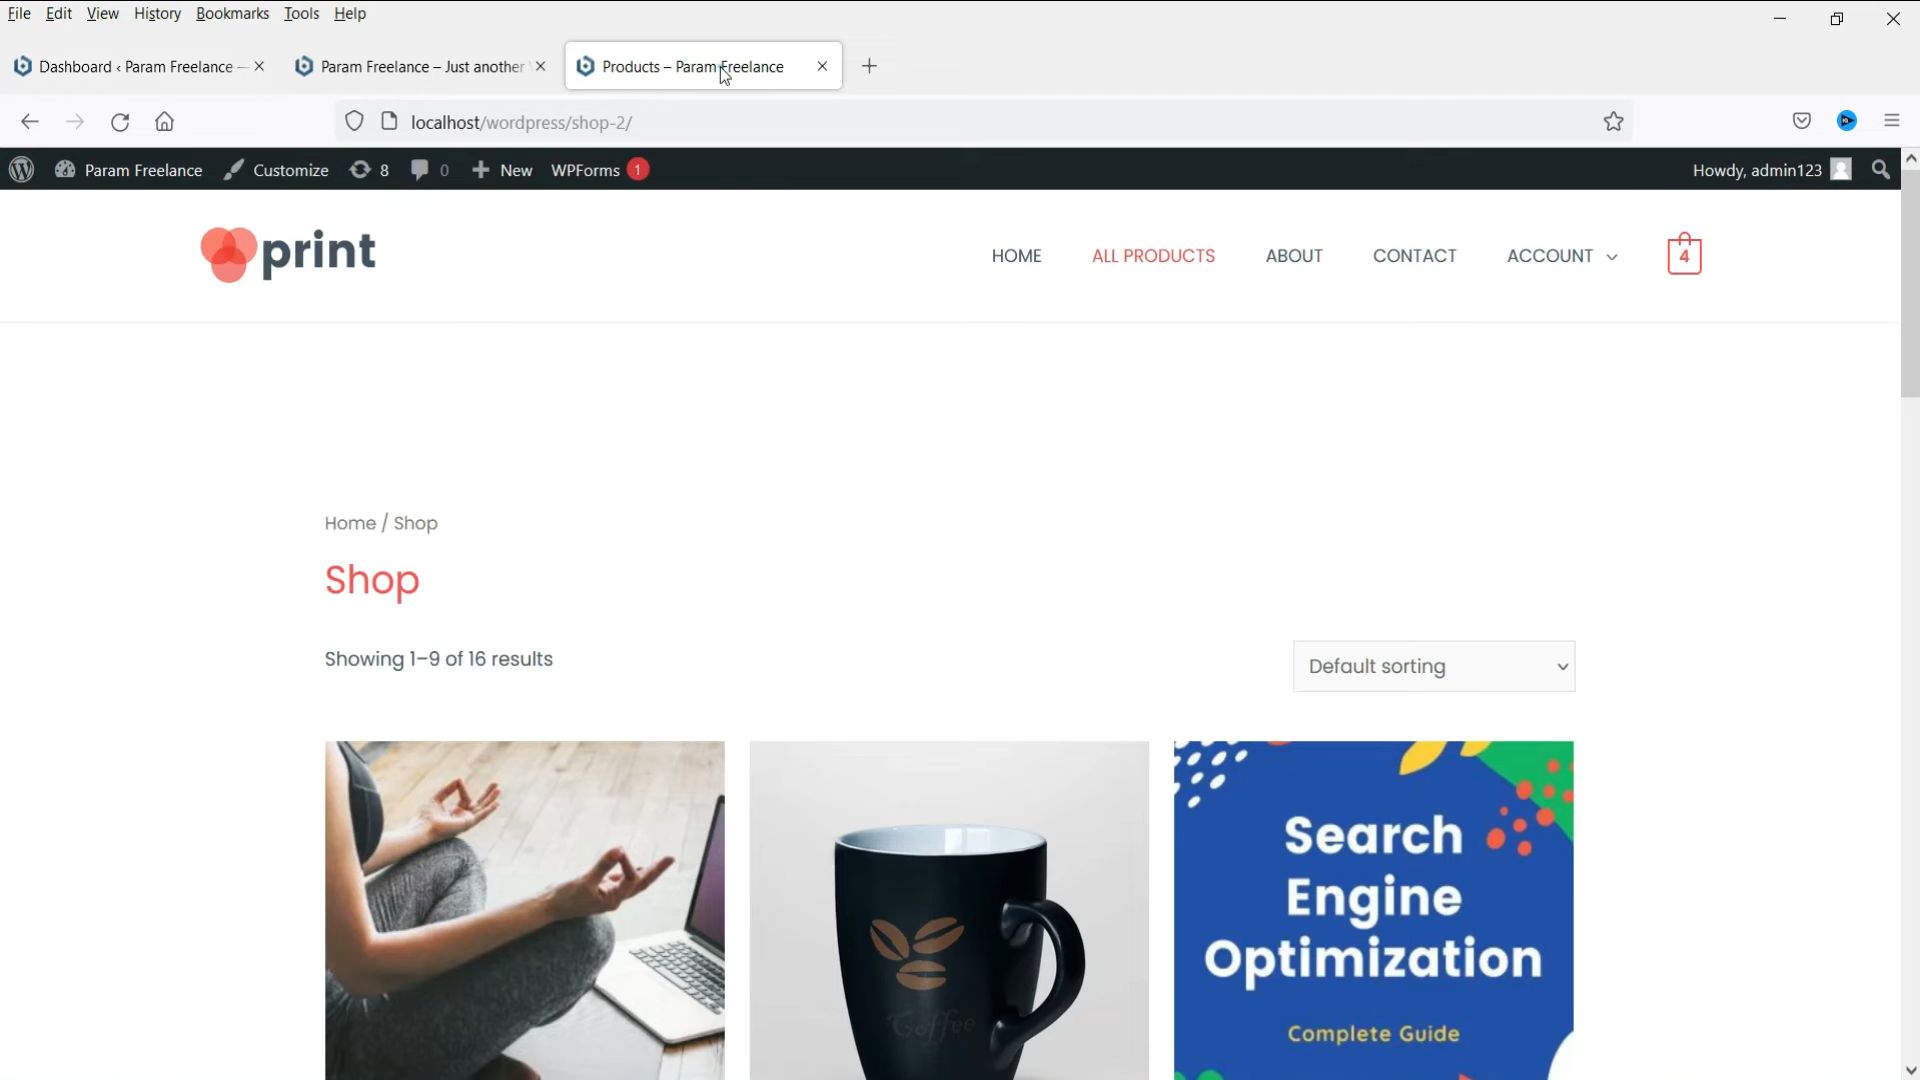 File Edit View History Bookmarks Tools Help
Dashboard ‹ Param Freelance — Param Freelance – Just another Products – Param Freelance
localhost/wordpress/shop-2/
Param Freelance Customize 8 0 New WPForms 1 Howdy, admin123
print HOME ALL PRODUCTS ABOUT CONTACT ACCOUNT 4
Home / Shop
Shop
Showing 1–9 of 16 results
Default sorting
Coffee
Search
Engine
Optimization
Complete Guide